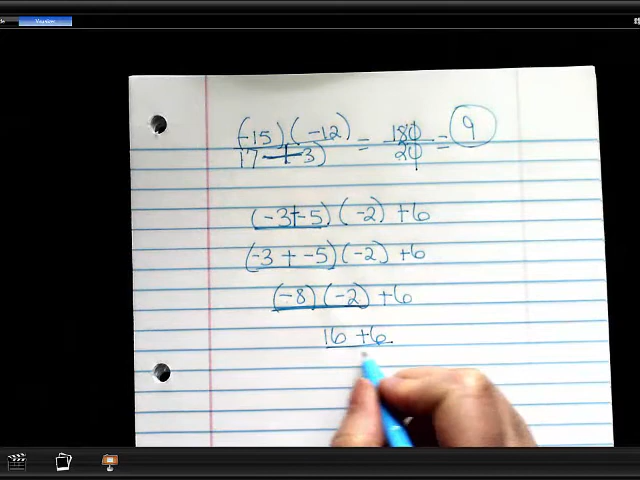 Visualizer
(-15)(-12) / 17-(-3) = 180/20 = 9
(-3+-5)(-2)+6
(-3 + -5)(-2) +6
(-8)(-2) +6
16 +6